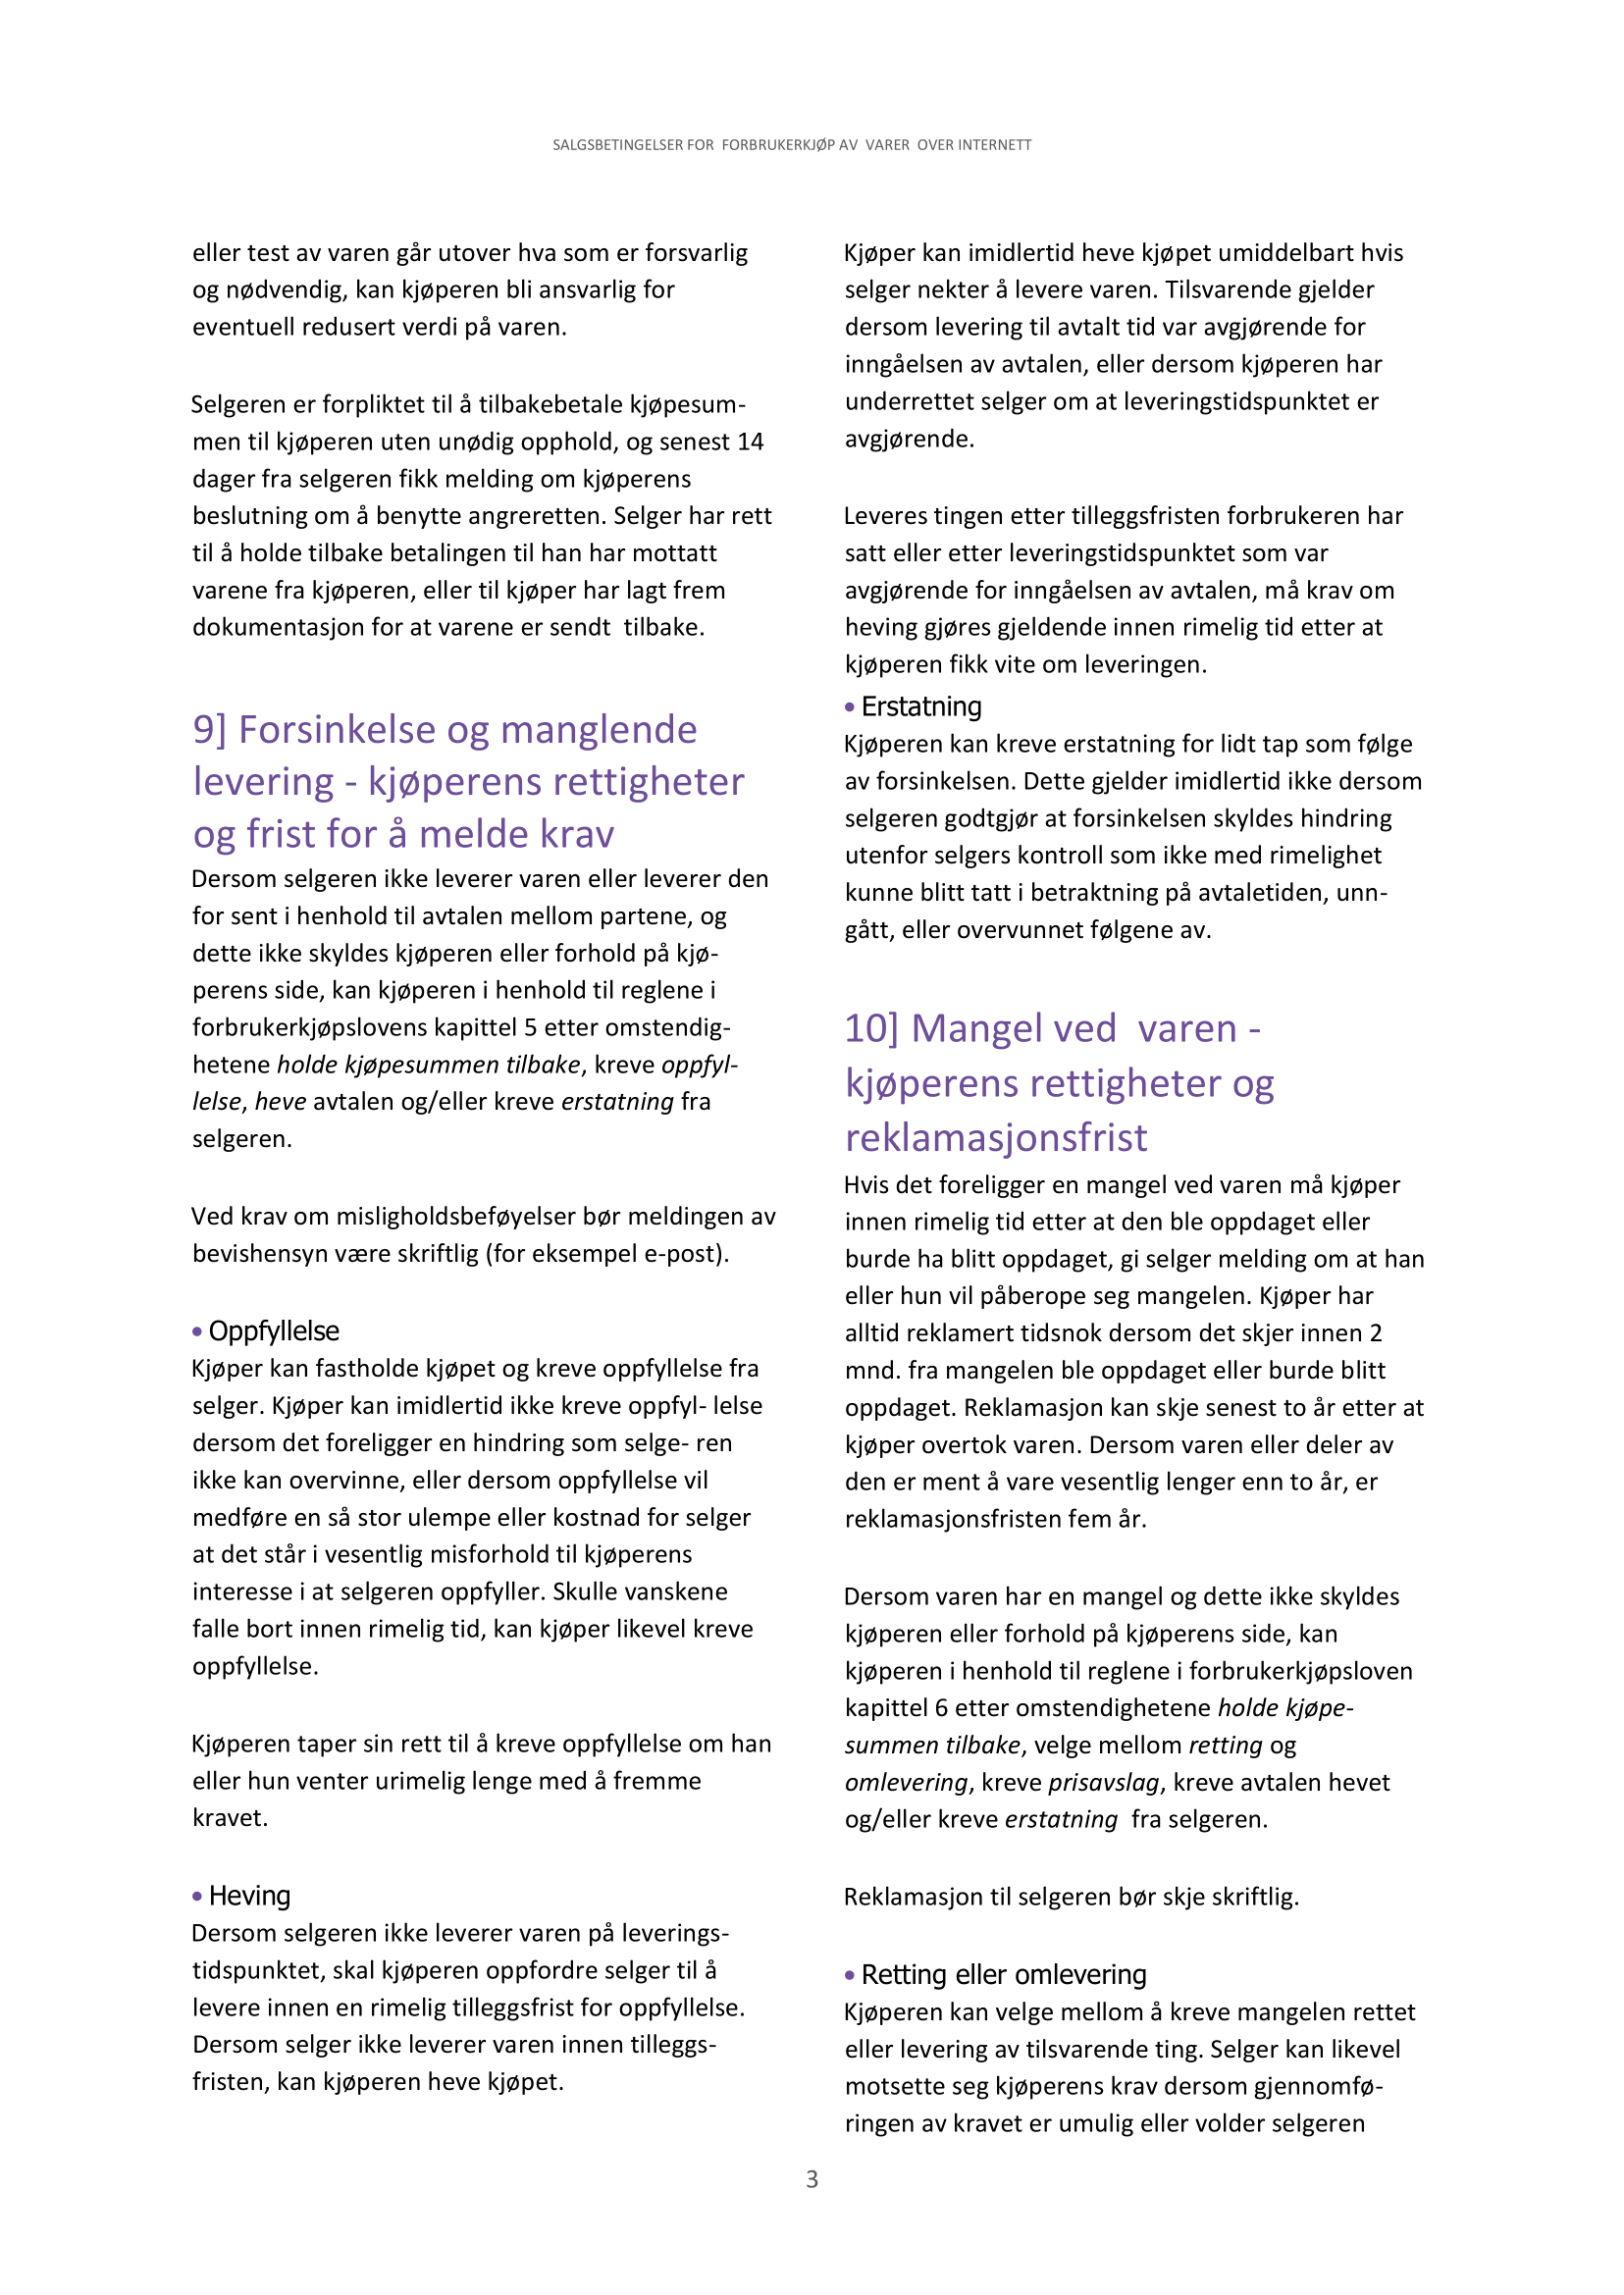 SALGSBETINGELSER FOR FORBRUKERKJØP AV VARER OVER INTERNETT
eller test av varen går utover hva som er forsvarlig
og nødvendig, kan kjøperen bli ansvarlig for
eventuell redusert verdi på varen.
Selgeren er forpliktet til å tilbakebetale kjøpesum-
men til kjøperen uten unødig opphold, og senest 14
dager fra selgeren fikk melding om kjøperens
beslutning om å benytte angreretten. Selger har rett
til å holde tilbake betalingen til han har mottatt
varene fra kjøperen, eller til kjøper har lagt frem
dokumentasjon for at varene er sendt tilbake.
9] Forsinkelse og manglende
levering - kjøperens rettigheter
og frist for å melde krav
Dersom selgeren ikke leverer varen eller leverer den
for sent i henhold til avtalen mellom partene, og
dette ikke skyldes kjøperen eller forhold på kjø-
perens side, kan kjøperen i henhold til reglene i
forbrukerkjøpslovens kapittel 5 etter omstendig-
hetene holde kjøpesummen tilbake, kreve oppfyl-
lelse, heve avtalen og/eller kreve erstatning fra
selgeren.
Ved krav om misligholdsbeføyelser bør meldingen av
bevishensyn være skriftlig (for eksempel e-post).
• Oppfyllelse
Kjøper kan fastholde kjøpet og kreve oppfyllelse fra
selger. Kjøper kan imidlertid ikke kreve oppfyl- lelse
dersom det foreligger en hindring som selge- ren
ikke kan overvinne, eller dersom oppfyllelse vil
medføre en så stor ulempe eller kostnad for selger
at det står i vesentlig misforhold til kjøperens
interesse i at selgeren oppfyller. Skulle vanskene
falle bort innen rimelig tid, kan kjøper likevel kreve
oppfyllelse.
Kjøperen taper sin rett til å kreve oppfyllelse om han
eller hun venter urimelig lenge med å fremme
kravet.
• Heving
Dersom selgeren ikke leverer varen på leverings-
tidspunktet, skal kjøperen oppfordre selger til å
levere innen en rimelig tilleggsfrist for oppfyllelse.
Dersom selger ikke leverer varen innen tilleggs-
fristen, kan kjøperen heve kjøpet.
Kjøper kan imidlertid heve kjøpet umiddelbart hvis
selger nekter å levere varen. Tilsvarende gjelder
dersom levering til avtalt tid var avgjørende for
inngåelsen av avtalen, eller dersom kjøperen har
underrettet selger om at leveringstidspunktet er
avgjørende.
Leveres tingen etter tilleggsfristen forbrukeren har
satt eller etter leveringstidspunktet som var
avgjørende for inngåelsen av avtalen, må krav om
heving gjøres gjeldende innen rimelig tid etter at
kjøperen fikk vite om leveringen.
• Erstatning
Kjøperen kan kreve erstatning for lidt tap som følge
av forsinkelsen. Dette gjelder imidlertid ikke dersom
selgeren godtgjør at forsinkelsen skyldes hindring
utenfor selgers kontroll som ikke med rimelighet
kunne blitt tatt i betraktning på avtaletiden, unn-
gått, eller overvunnet følgene av.
10] Mangel ved varen -
kjøperens rettigheter og
reklamasjonsfrist
Hvis det foreligger en mangel ved varen må kjøper
innen rimelig tid etter at den ble oppdaget eller
burde ha blitt oppdaget, gi selger melding om at han
eller hun vil påberope seg mangelen. Kjøper har
alltid reklamert tidsnok dersom det skjer innen 2
mnd. fra mangelen ble oppdaget eller burde blitt
oppdaget. Reklamasjon kan skje senest to år etter at
kjøper overtok varen. Dersom varen eller deler av
den er ment å vare vesentlig lenger enn to år, er
reklamasjonsfristen fem år.
Dersom varen har en mangel og dette ikke skyldes
kjøperen eller forhold på kjøperens side, kan
kjøperen i henhold til reglene i forbrukerkjøpsloven
kapittel 6 etter omstendighetene holde kjøpe-
summen tilbake, velge mellom retting og
omlevering, kreve prisavslag, kreve avtalen hevet
og/eller kreve erstatning fra selgeren.
Reklamasjon til selgeren bør skje skriftlig.
• Retting eller omlevering
Kjøperen kan velge mellom å kreve mangelen rettet
eller levering av tilsvarende ting. Selger kan likevel
motsette seg kjøperens krav dersom gjennomfø-
ringen av kravet er umulig eller volder selgeren
3